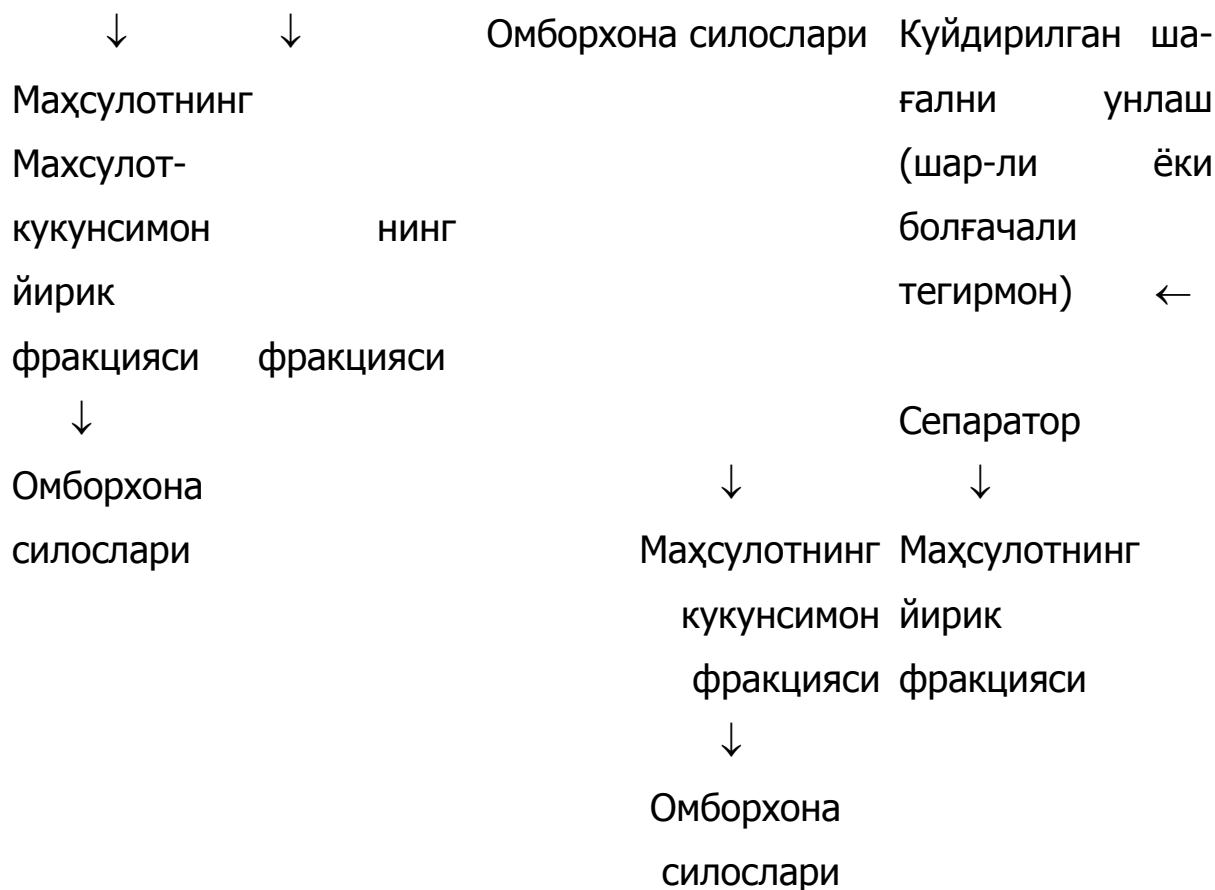 ↓ ↓ Омборхона силослари Куйдирилган ша-
Маҳсулотнинг ғални унлаш
Махсулот- (шар-ли ёки
кукунсимон нинг болғачали
йирик тегирмон) ←
фракцияси фракцияси
↓ Сепаратор
Омборхона ↓ ↓
силослари Маҳсулотнинг Маҳсулотнинг
кукунсимон йирик
фракцияси фракцияси
↓
Омборхона
силослари